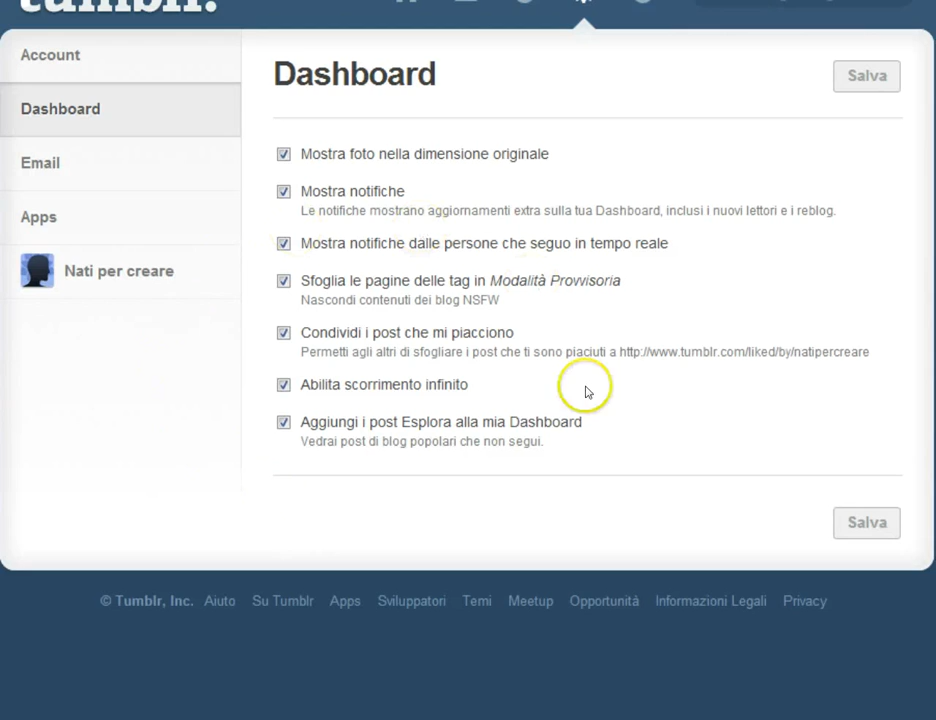 tumblr.
Account
Dashboard
Email
Apps
Nati per creare
Dashboard
Salva
Mostra foto nella dimensione originale
Mostra notifiche
Le notifiche mostrano aggiornamenti extra sulla tua Dashboard, inclusi i nuovi lettori e i reblog.
Mostra notifiche dalle persone che seguo in tempo reale
Sfoglia le pagine delle tag in Modalità Provvisoria
Nascondi contenuti dei blog NSFW
Condividi i post che mi piacciono
Permetti agli altri di sfogliare i post che ti sono piaciuti a http://www.tumblr.com/liked/by/natipercreare
Abilita scorrimento infinito
Aggiungi i post Esplora alla mia Dashboard
Vedrai post di blog popolari che non segui.
Salva
© Tumblr, Inc. Aiuto Su Tumblr Apps Sviluppatori Temi Meetup Opportunità Informazioni Legali Privacy